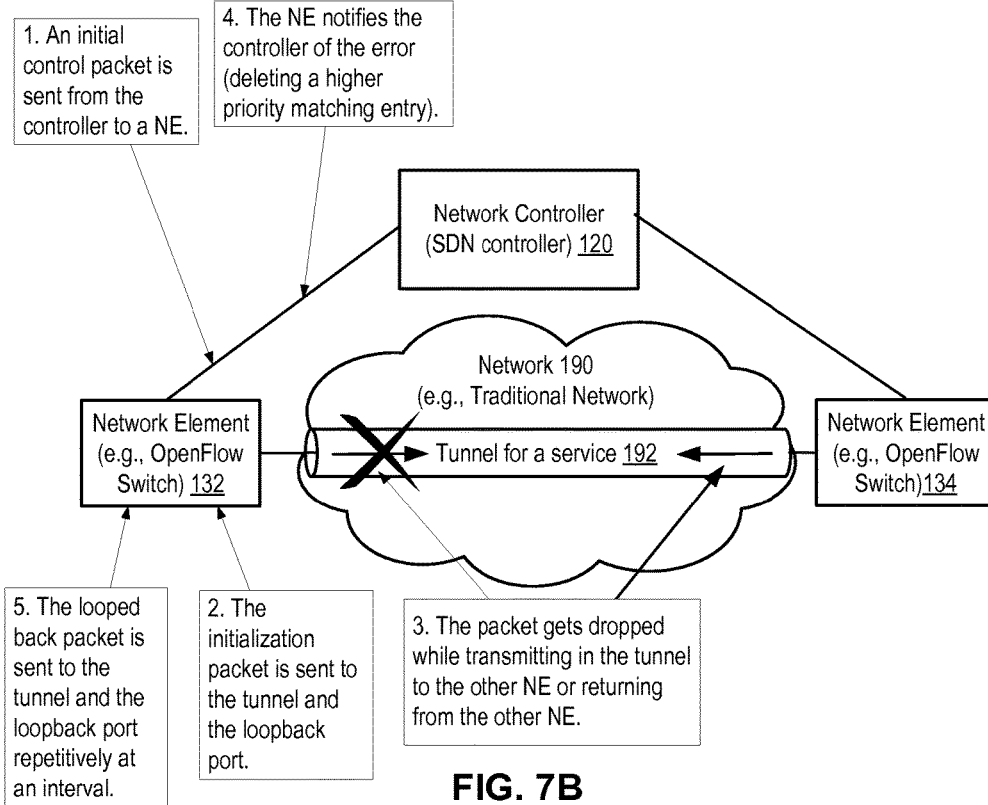 1. An initial
control packet is
sent from the
controller to a NE.
4. The NE notifies the
controller of the error
(deleting a higher
priority matching entry).
Network Controller
(SDN controller) 120
Network 190
(e.g., Traditional Network)
Network Element
(e.g., OpenFlow
Switch) 132
Tunnel for a service 192
Network Element
(e.g., OpenFlow
Switch)134
5. The looped
back packet is
sent to the
tunnel and the
loopback port
repetitively at
an interval.
2. The
initialization
packet is sent to
the tunnel and
the loopback
port.
3. The packet gets dropped
while transmitting in the tunnel
to the other NE or returning
from the other NE.
FIG. 7B